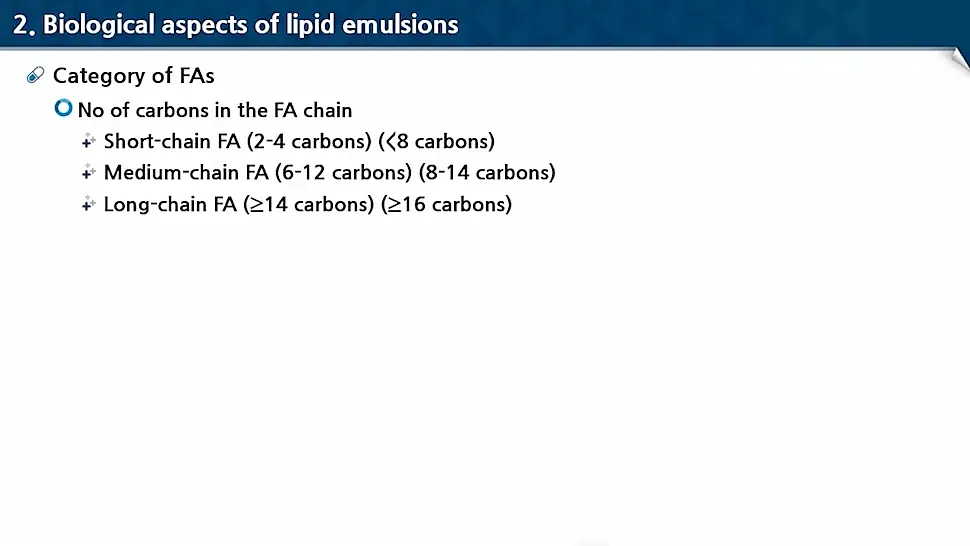 2. Biological aspects of lipid emulsions
Category of FAs
No of carbons in the FA chain
Short-chain FA (2-4 carbons) (<8 carbons)
Medium-chain FA (6-12 carbons) (8-14 carbons)
Long-chain FA (≥14 carbons) (≥16 carbons)